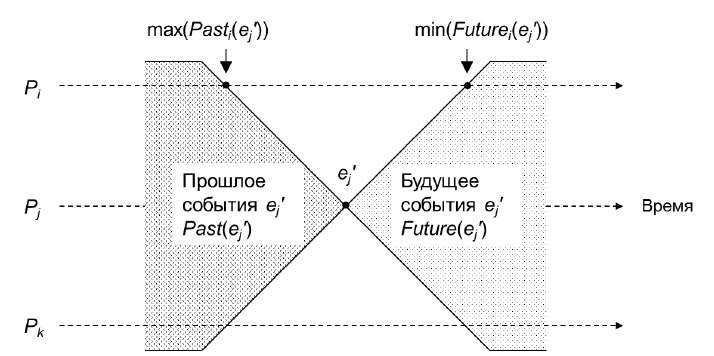 max(Pastᵢ(eⱼ')) min(Futureᵢ(eⱼ'))
Pᵢ
eⱼ'
Прошлое
события eⱼ'
Past(eⱼ')
Будущее
события eⱼ'
Future(eⱼ')
Pⱼ
Время
Pₖ